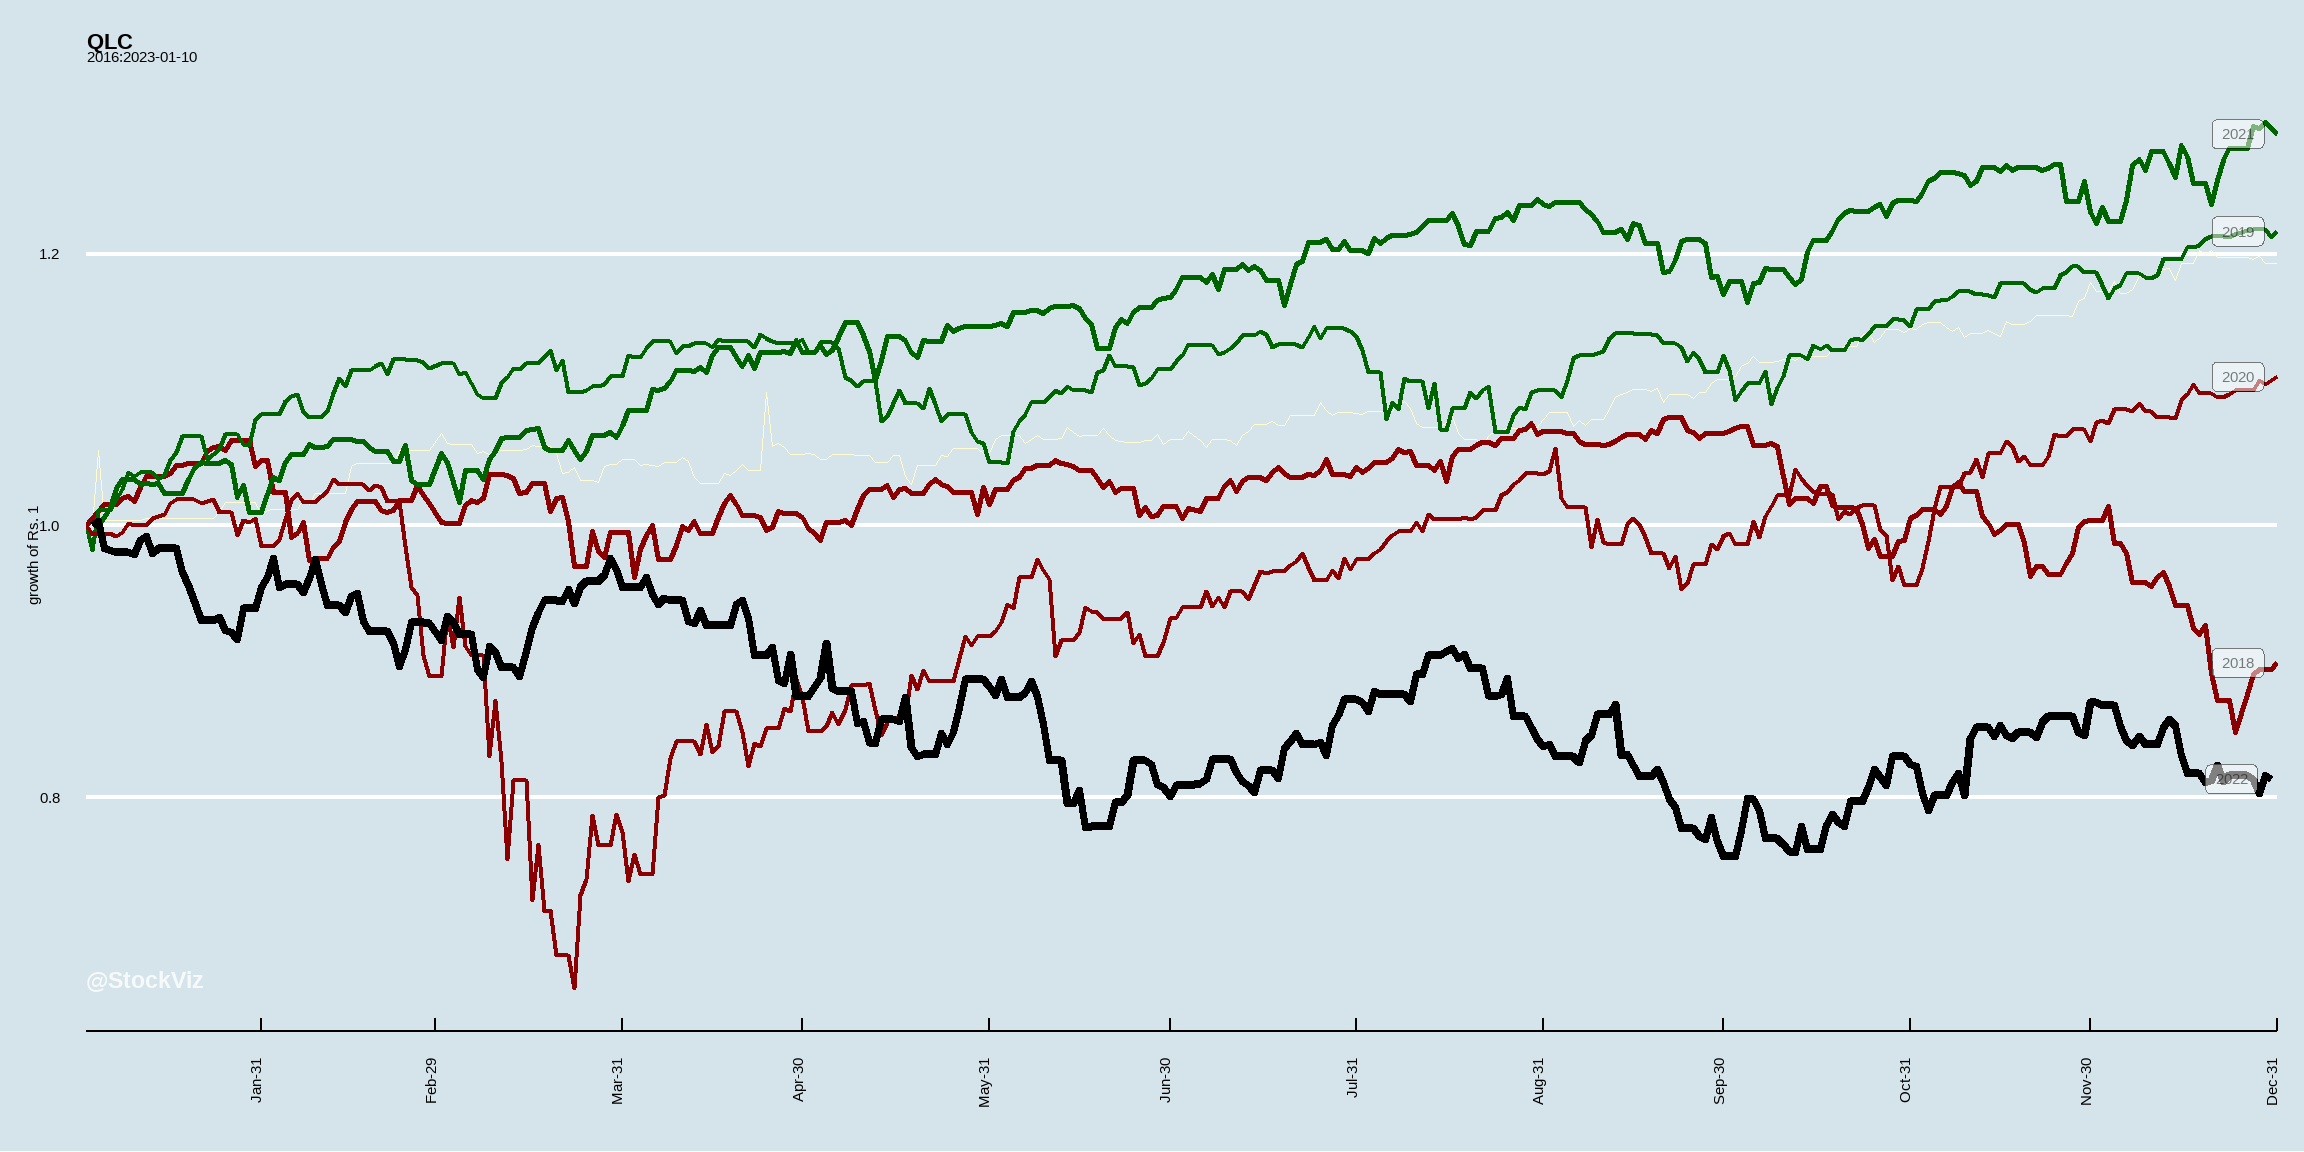 QLC
2016:2023-01-10
2021
1.2
2019
2020
growth of Rs. 1
1.0
2018
0.8
2022
@StockViz
Jan-31
Feb-29
Mar-31
Apr-30
May-31
Jun-30
Jul-31
Aug-31
Sep-30
Oct-31
Nov-30
Dec-31